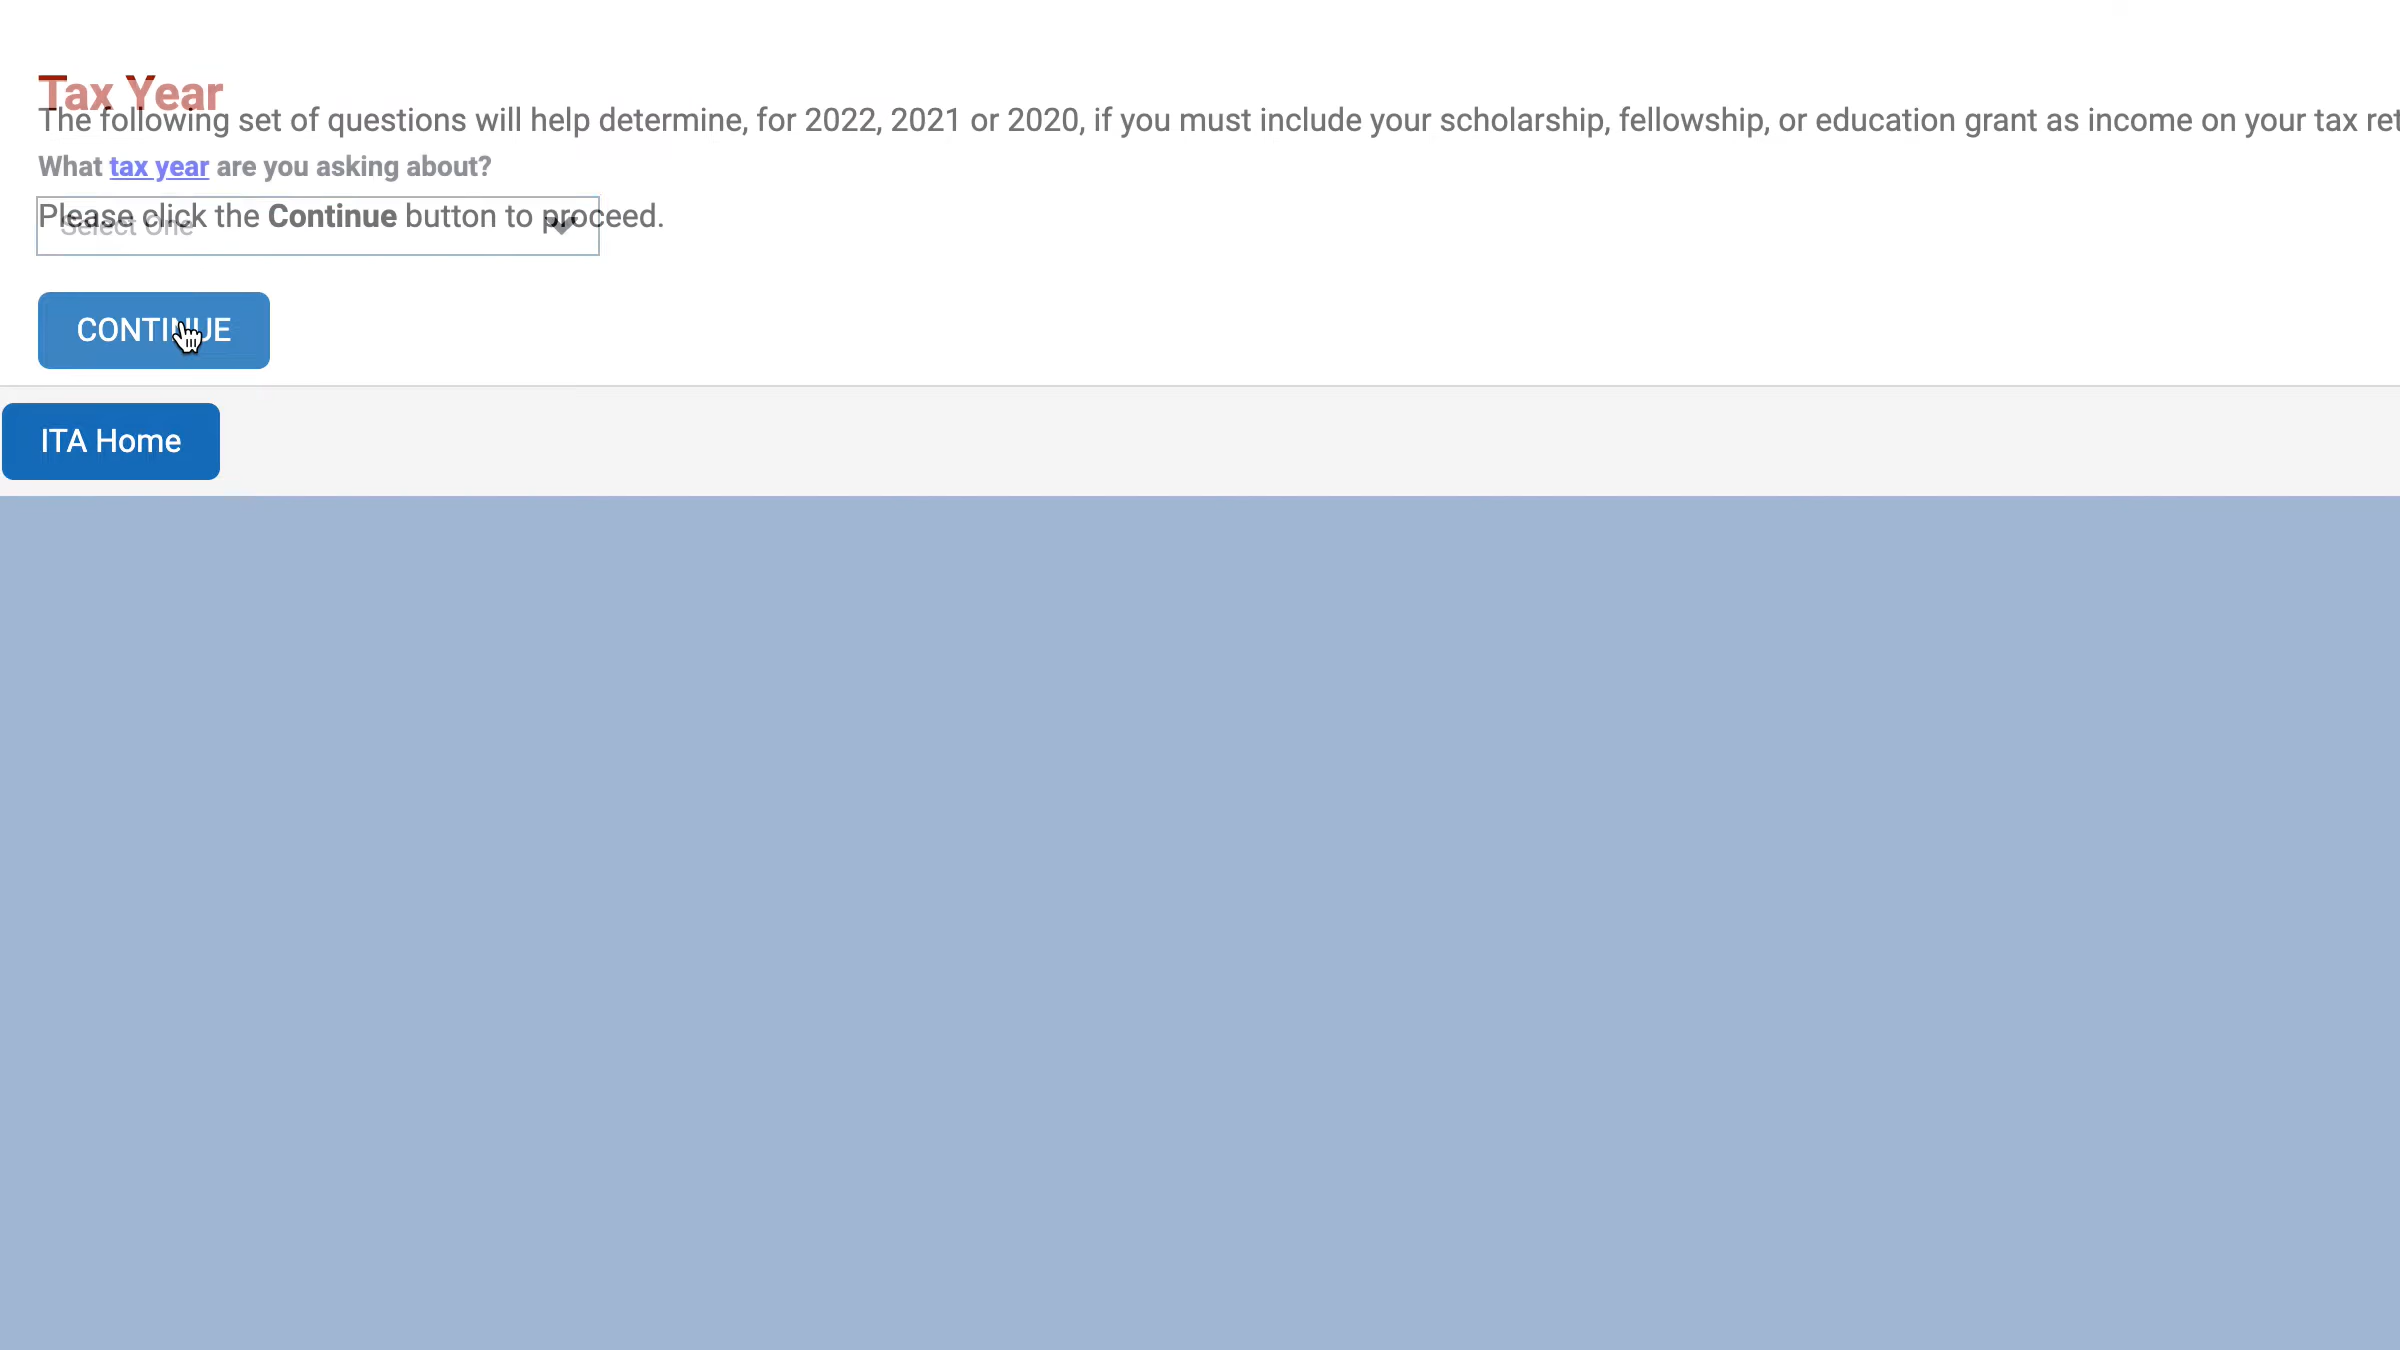 Tax Year
The following set of questions will help determine, for 2022, 2021 or 2020, if you must include your scholarship, fellowship, or education grant as income on your tax ret
What tax year are you asking about?
Please click the Continue button to proceed.
Select One
CONTINUE
ITA Home